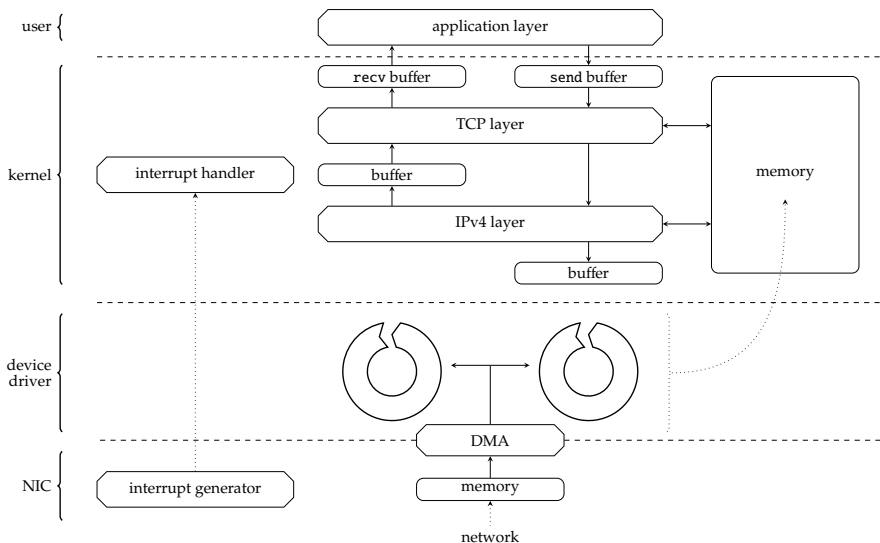 user
application layer
recv buffer
send buffer
TCP layer
kernel
interrupt handler
buffer
memory
IPv4 layer
buffer
device
driver
DMA
NIC
interrupt generator
memory
network